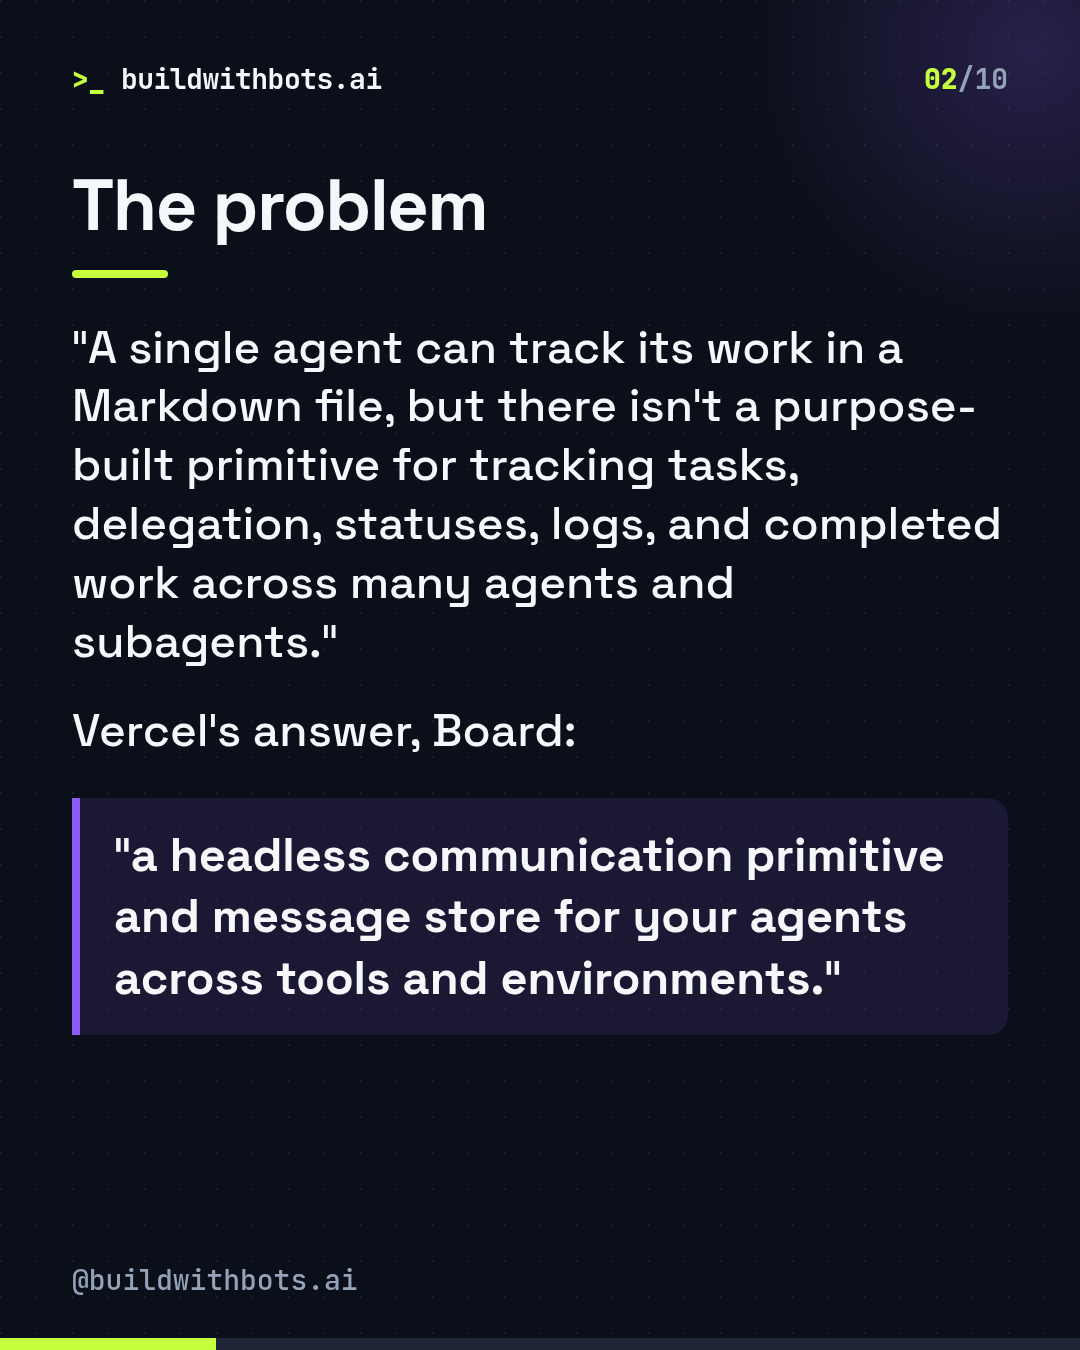 >_ buildwithbots.ai
02/10
The problem
"A single agent can track its work in a
Markdown file, but there isn't a purpose-
built primitive for tracking tasks,
delegation, statuses, logs, and completed
work across many agents and
subagents."
Vercel's answer, Board:
"a headless communication primitive
and message store for your agents
across tools and environments."
@buildwithbots.ai